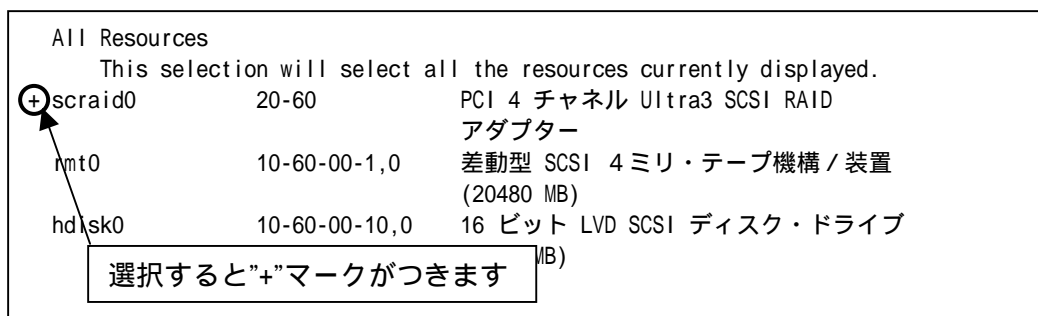 All Resources
This selection will select all the resources currently displayed.
+ scraid0 20-60 PCI 4 チャネル Ultra3 SCSI RAID
アダプター
rmt0 10-60-00-1,0 差動型 SCSI 4ミリ・テープ機構/装置
(20480 MB)
hdisk0 10-60-00-10,0 16 ビット LVD SCSI ディスク・ドライブ
MB)
選択すると"+"マークがつきます